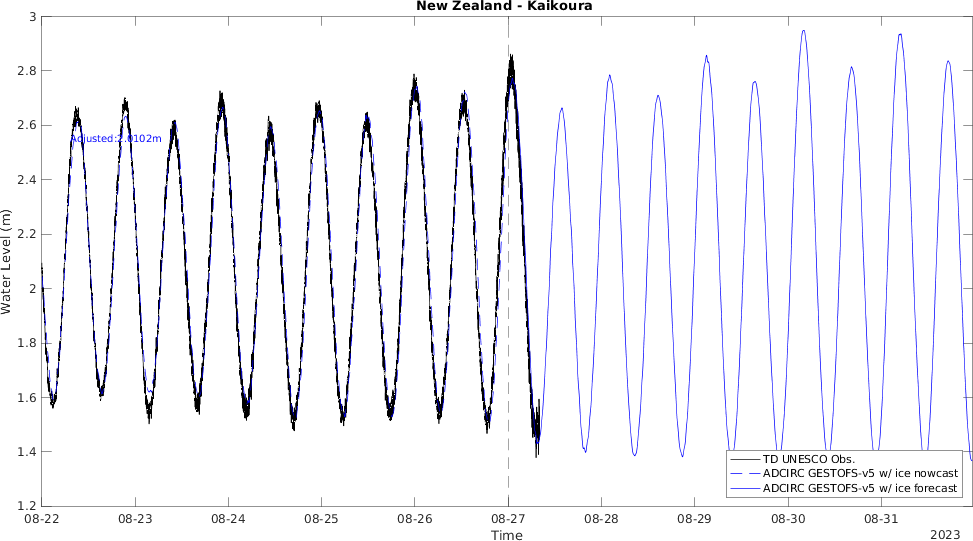 New Zealand - Kaikoura
3
2.8
2.6
2.4
2.2
2
1.8
1.6
1.4
1.2
Water Level (m)
Adjusted:2.0102m
TD UNESCO Obs.
ADCIRC GESTOFS-v5 w/ ice nowcast
ADCIRC GESTOFS-v5 w/ ice forecast
08-22 08-23 08-24 08-25 08-26 08-27 08-28 08-29 08-30 08-31
Time
2023